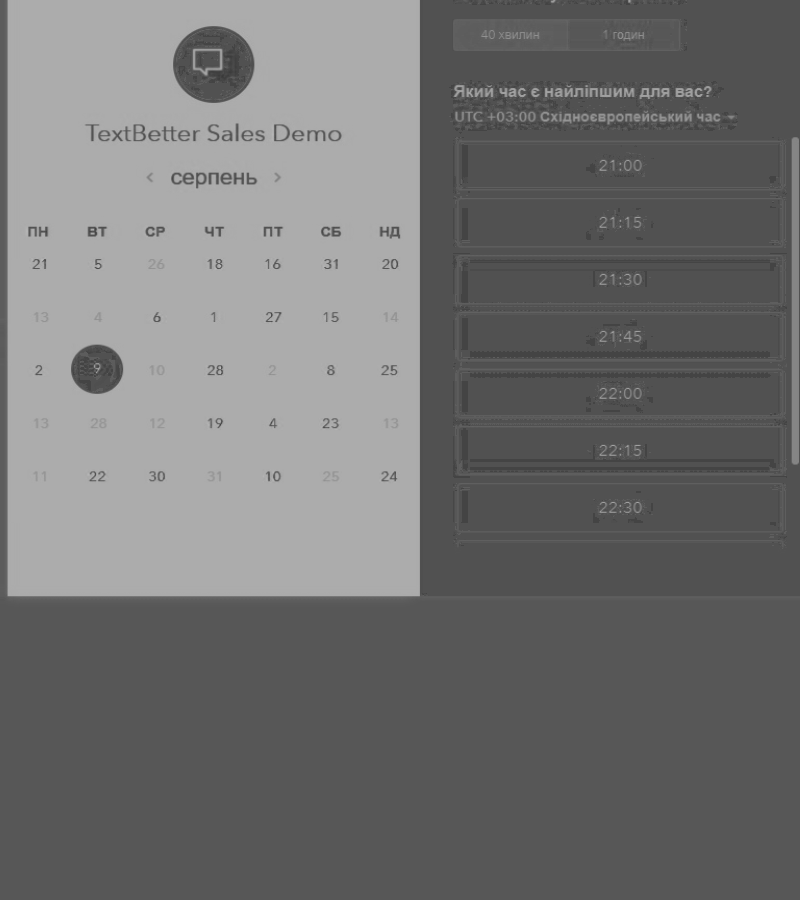 TextBetter Sales Demo
‹ серпень ›
ПН ВТ СР ЧТ ПТ СБ НД
21 5 26 18 16 31 20
13 4 6 1 27 15 14
2 9 10 28 2 8 25
13 28 12 19 4 23 13
11 22 30 31 10 25 24
40 хвилин 1 годин
Який час є найліпшим для вас?
UTC +03:00 Східноєвропейський час
21:00
21:15
21:30
21:45
22:00
22:15
22:30